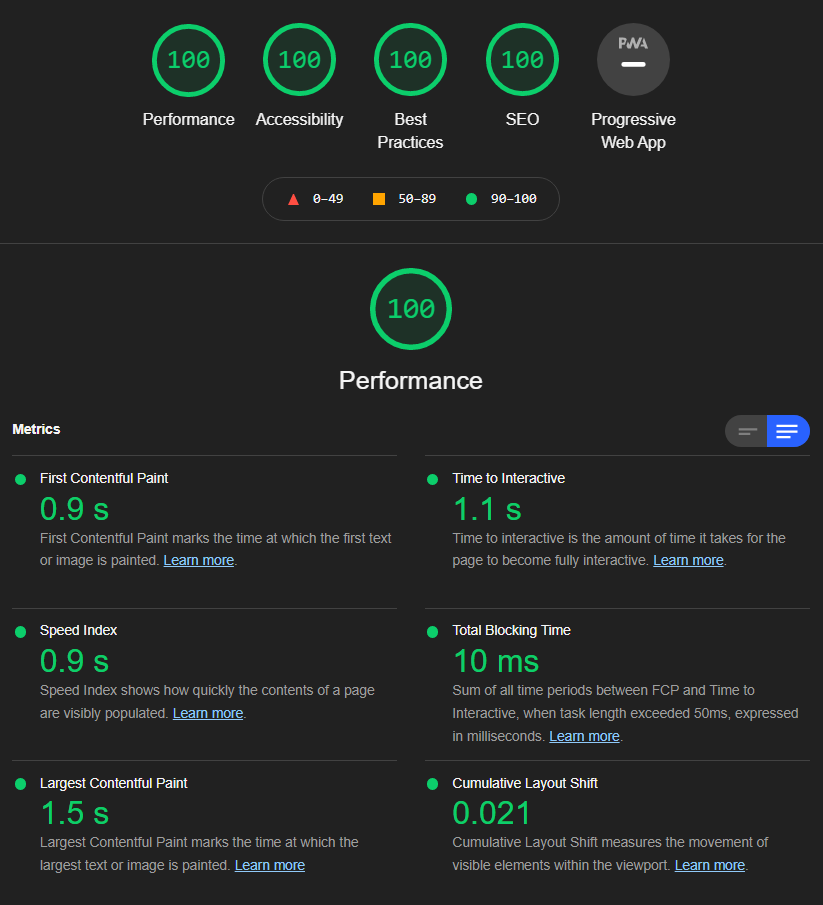 100 100 100 100 PWA
Performance Accessibility Best Practices SEO Progressive Web App
0–49 50–89 90–100
100
Performance
Metrics
First Contentful Paint
0.9 s
First Contentful Paint marks the time at which the first text
or image is painted. Learn more.
Time to Interactive
1.1 s
Time to interactive is the amount of time it takes for the
page to become fully interactive. Learn more.
Speed Index
0.9 s
Speed Index shows how quickly the contents of a page
are visibly populated. Learn more.
Total Blocking Time
10 ms
Sum of all time periods between FCP and Time to
Interactive, when task length exceeded 50ms, expressed
in milliseconds. Learn more.
Largest Contentful Paint
1.5 s
Largest Contentful Paint marks the time at which the
largest text or image is painted. Learn more
Cumulative Layout Shift
0.021
Cumulative Layout Shift measures the movement of
visible elements within the viewport. Learn more.